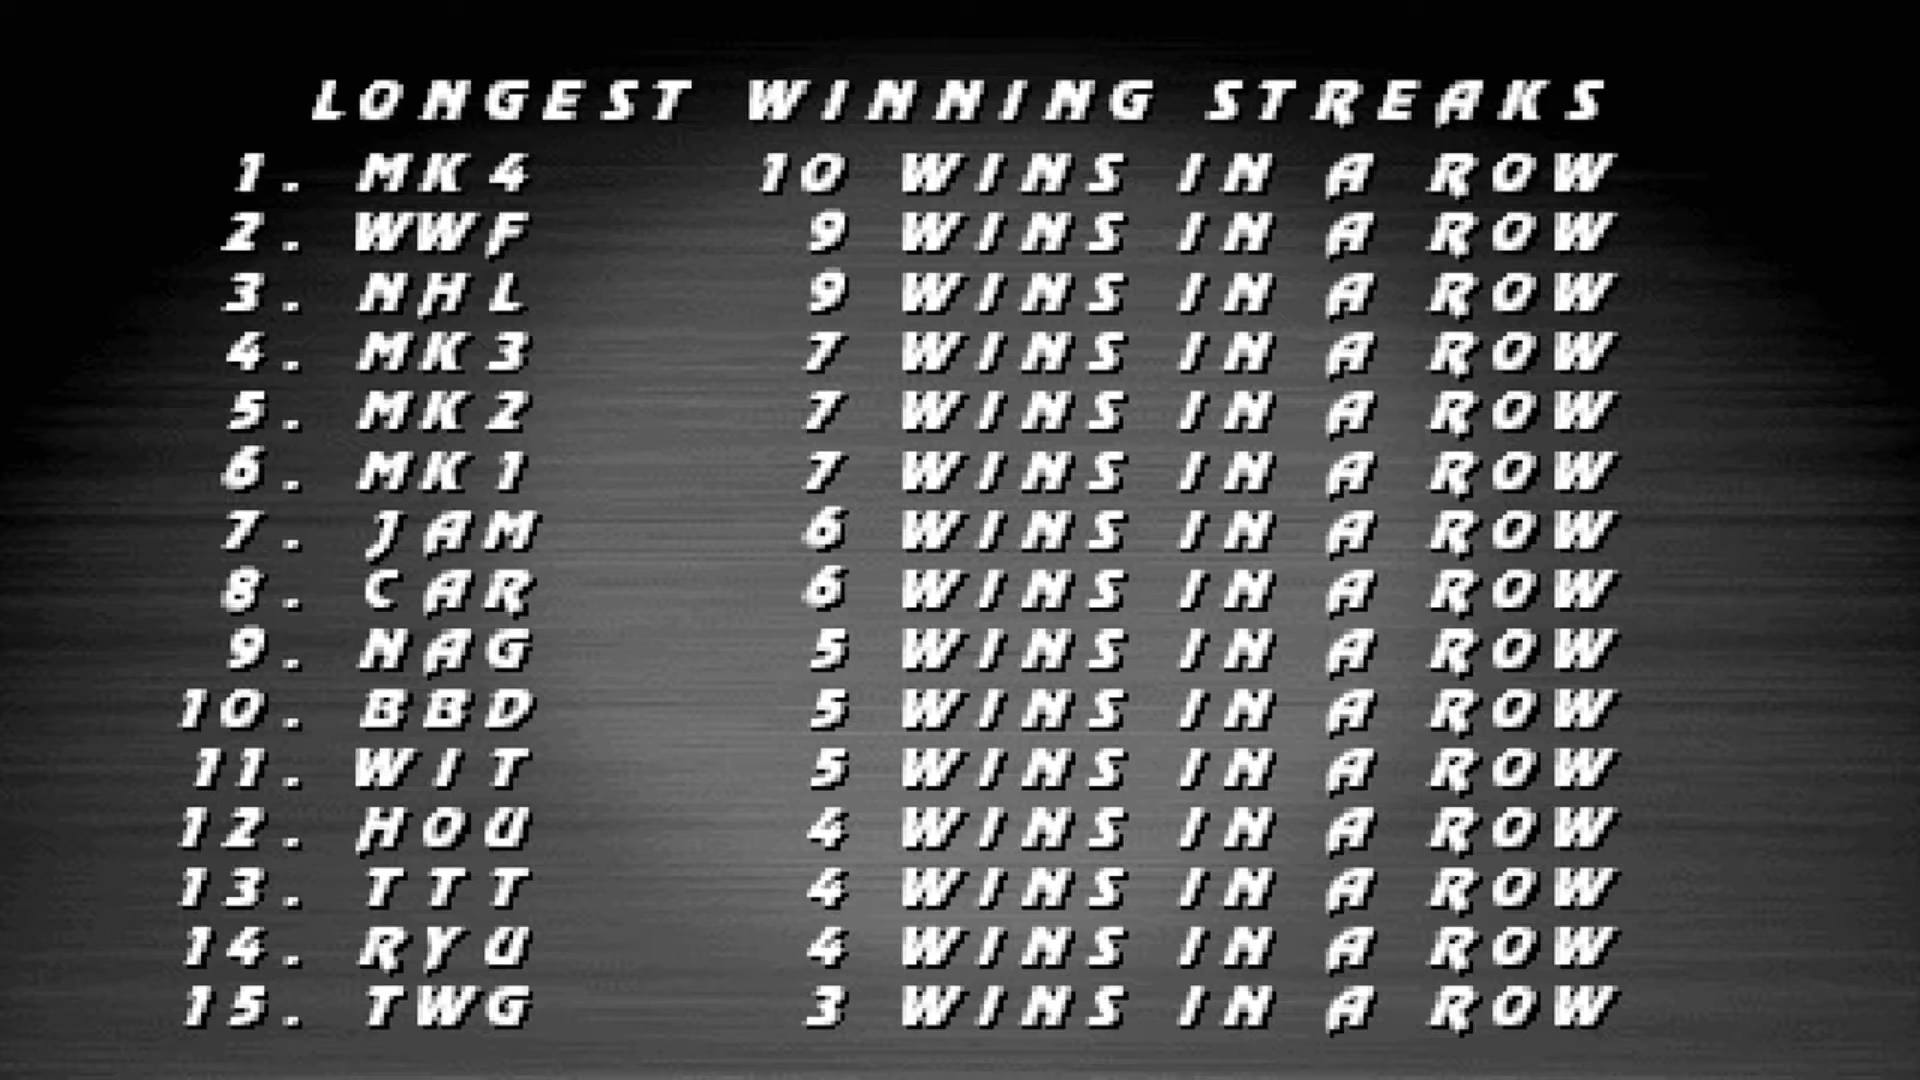 LONGEST WINNING STREAKS
1. MK4 10 WINS IN A ROW
2. WWF 9 WINS IN A ROW
3. NHL 9 WINS IN A ROW
4. MK3 7 WINS IN A ROW
5. MK2 7 WINS IN A ROW
6. MK1 7 WINS IN A ROW
7. JAM 6 WINS IN A ROW
8. CAR 6 WINS IN A ROW
9. NAG 5 WINS IN A ROW
10. BBD 5 WINS IN A ROW
11. WIT 5 WINS IN A ROW
12. HOU 4 WINS IN A ROW
13. TTT 4 WINS IN A ROW
14. RYU 4 WINS IN A ROW
15. TWG 3 WINS IN A ROW